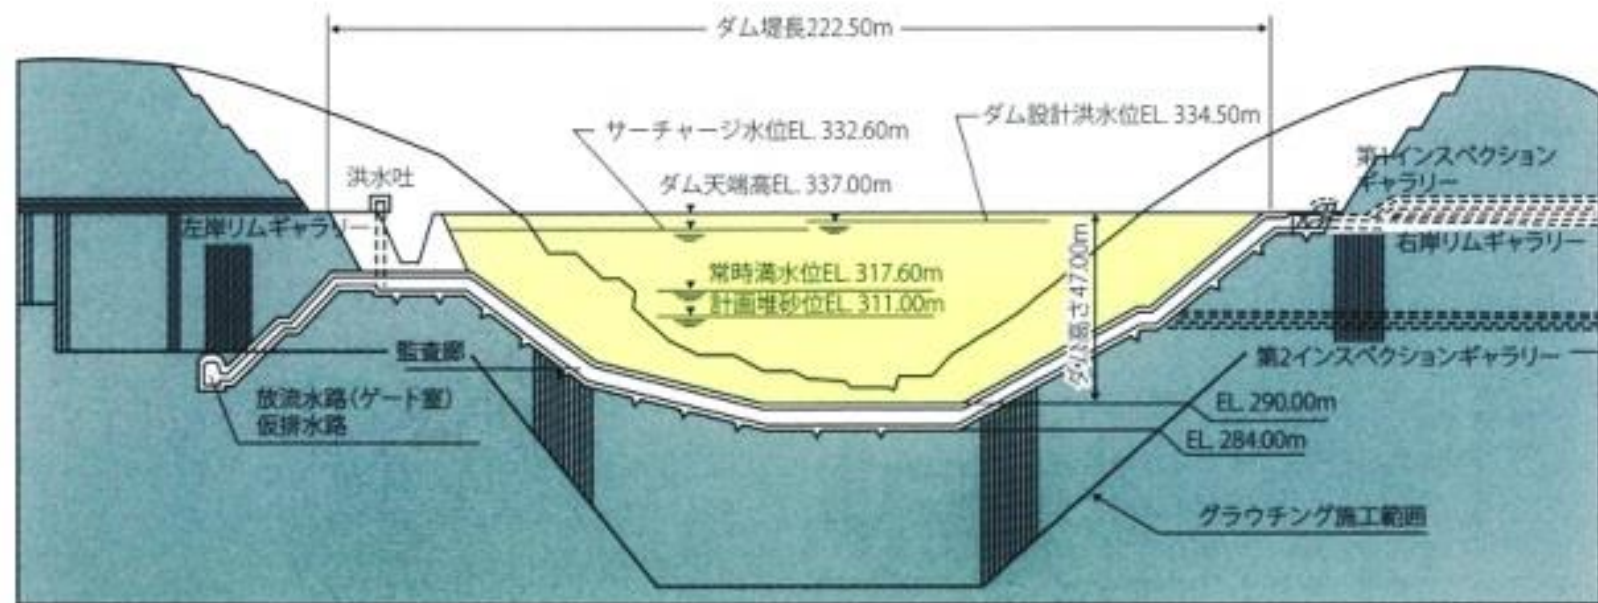 ダム堤長222.50m
サーチャージ水位EL. 332.60m
ダム設計洪水位EL. 334.50m
洪水吐
ダム天端高EL. 337.00m
第1インスペクション
ギャラリー
左岸リムギャラリー
右岸リムギャラリー
常時満水位EL. 317.60m
計画堆砂位EL. 311.00m
ダム高さ47.00m
監査廊
第2インスペクションギャラリー
放流水路(ゲート室)
仮排水路
EL. 290.00m
EL. 284.00m
グラウチング施工範囲